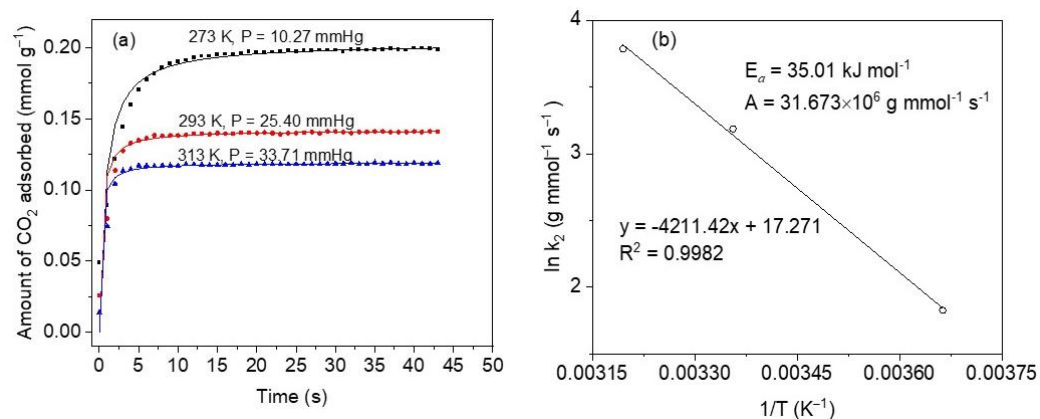 (a)
273 K, P = 10.27 mmHg
293 K, P = 25.40 mmHg
313 K, P = 33.71 mmHg
0.20
0.15
0.10
0.05
0.00
Amount of CO₂ adsorbed (mmol g⁻¹)
0 5 10 15 20 25 30 35 40 45 50
Time (s)
(b)
Eₐ = 35.01 kJ mol⁻¹
A = 31.673×10⁶ g mmol⁻¹ s⁻¹
y = -4211.42x + 17.271
R² = 0.9982
4
3
2
ln k₂ (g mmol⁻¹ s⁻¹)
0.00315 0.00335 0.00345 0.00365 0.00375
1/T (K⁻¹)